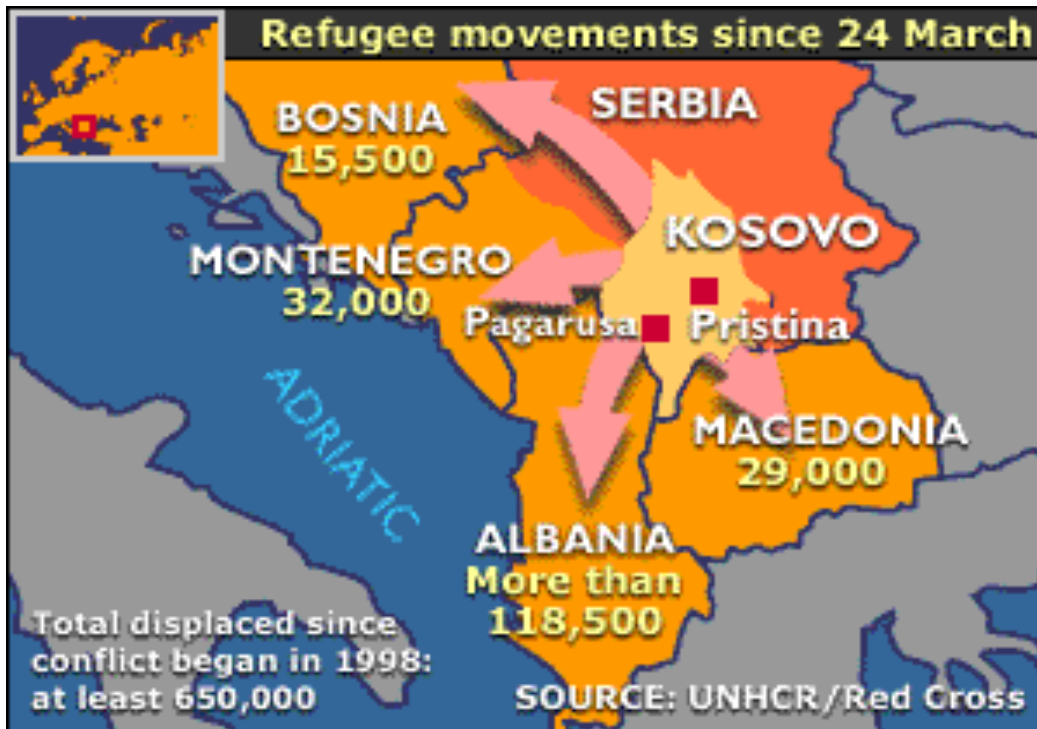 Refugee movements since 24 March
BOSNIA
15,500
SERBIA
KOSOVO
MONTENEGRO
32,000
Pagarusa
Pristina
ADRIATIC
MACEDONIA
29,000
ALBANIA
More than
118,500
Total displaced since
conflict began in 1998:
at least 650,000
SOURCE: UNHCR/Red Cross